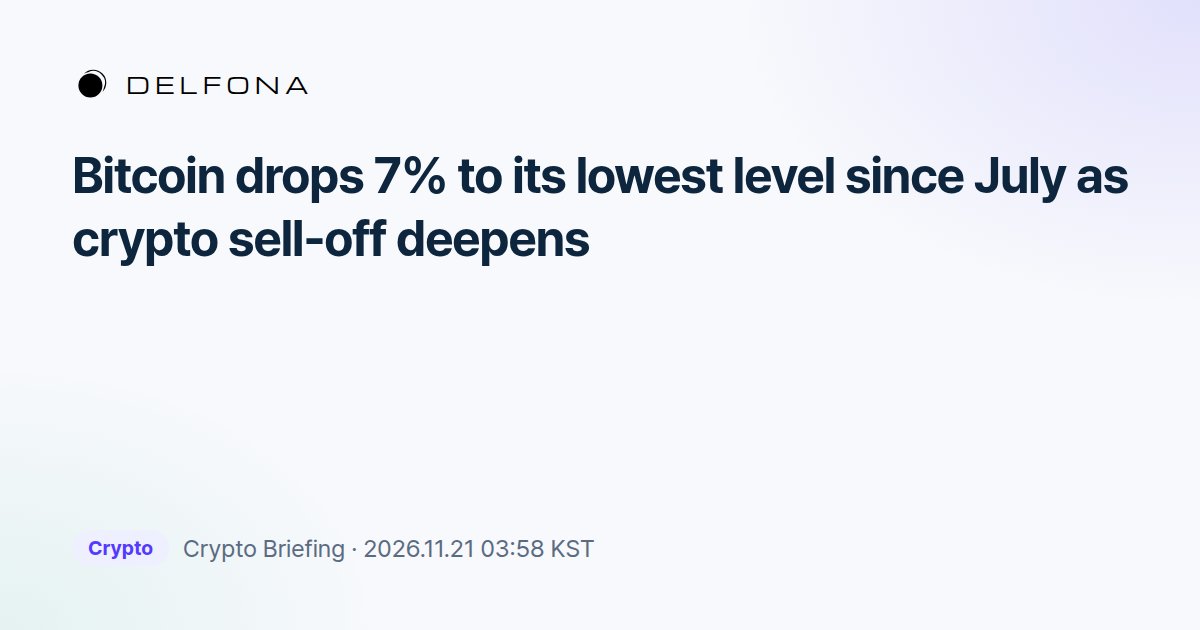 DELFONA
Bitcoin drops 7% to its lowest level since July as
crypto sell-off deepens
Crypto Crypto Briefing · 2026.11.21 03:58 KST